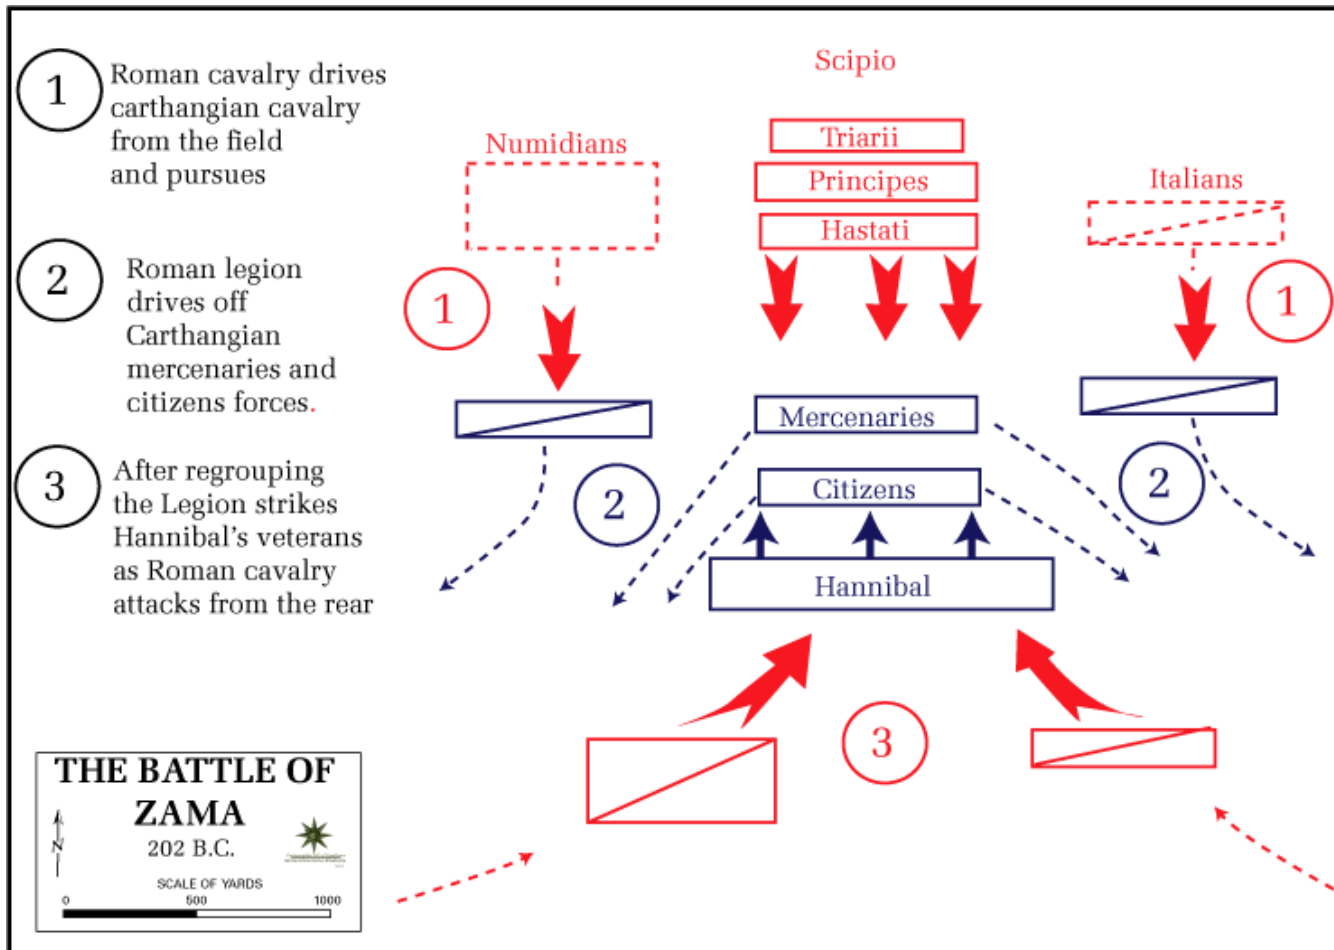 1
Roman cavalry drives
carthangian cavalry
from the field
and pursues
2
Roman legion
drives off
Carthangian
mercenaries and
citizens forces.
3
After regrouping
the Legion strikes
Hannibal's veterans
as Roman cavalry
attacks from the rear
Scipio
Numidians
Triarii
Principes
Hastati
Italians
1
1
Mercenaries
Citizens
2
2
Hannibal
3
THE BATTLE OF
ZAMA
202 B.C.
N
SCALE OF YARDS
0 500 1000